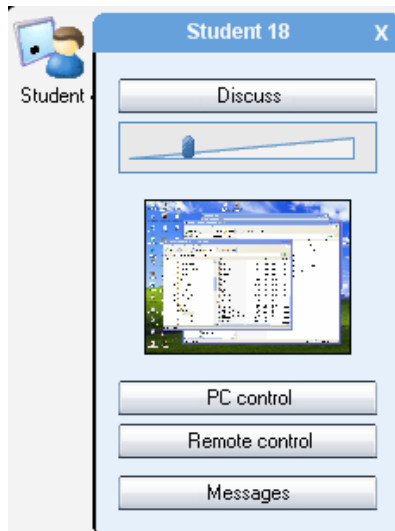 Student 18 X
Student
Discuss
PC control
Remote control
Messages